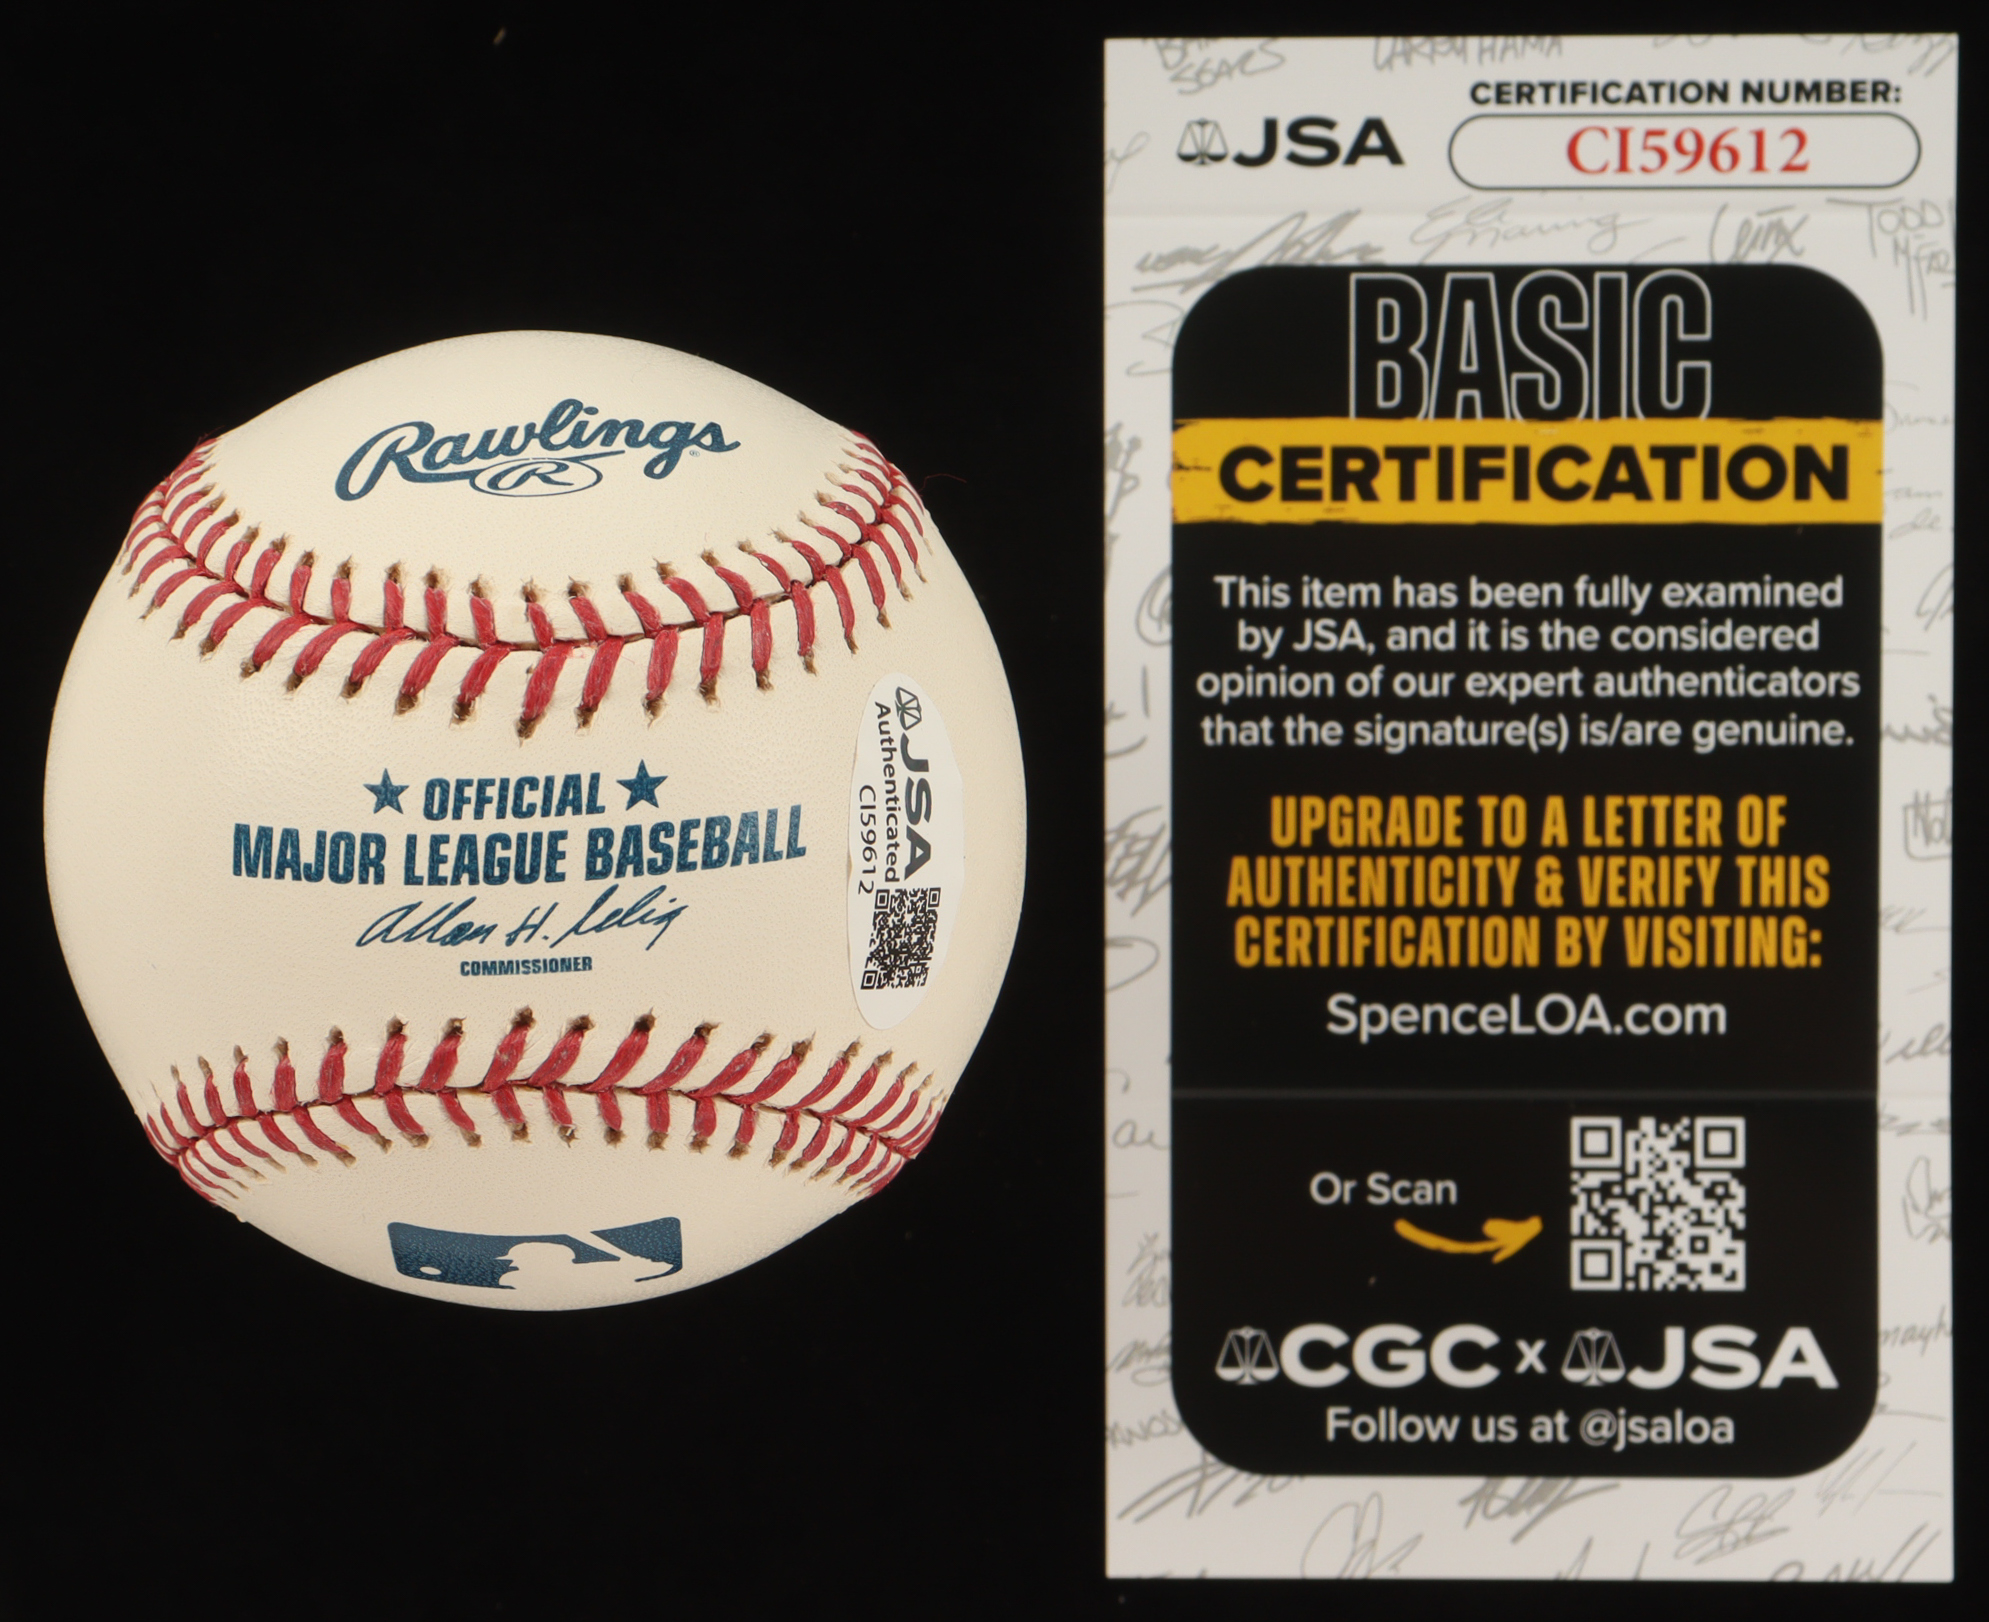 Rawlings
R
OFFICIAL
MAJOR LEAGUE BASEBALL
Allan H. Selig
COMMISSIONER
JSA
Authenticated
CI59612
CERTIFICATION NUMBER:
JSA
CI59612
BASIC
CERTIFICATION
This item has been fully examined
by JSA, and it is the considered
opinion of our expert authenticators
that the signature(s) is/are genuine.
UPGRADE TO A LETTER OF
AUTHENTICITY & VERIFY THIS
CERTIFICATION BY VISITING:
SpenceLOA.com
Or Scan
CGC x JSA
Follow us at @jsaloa